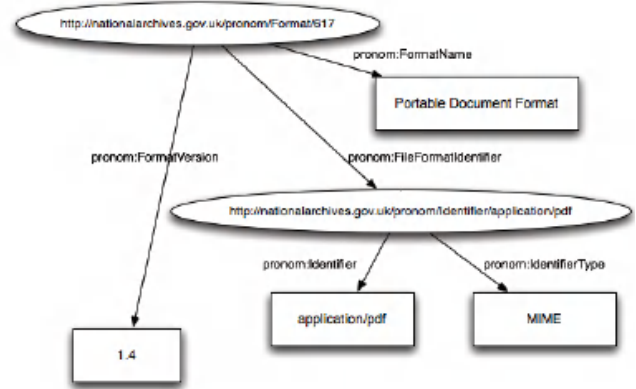 http://nationalarchives.gov.uk/pronom/Format/617
pronom:FormatName
Portable Document Format
pronom:FormatVersion
pronom:FileFormatIdentifier
http://nationalarchives.gov.uk/pronom/Identifier/application/pdf
pronom:Identifier
pronom:IdentifierType
application/pdf
MIME
1.4